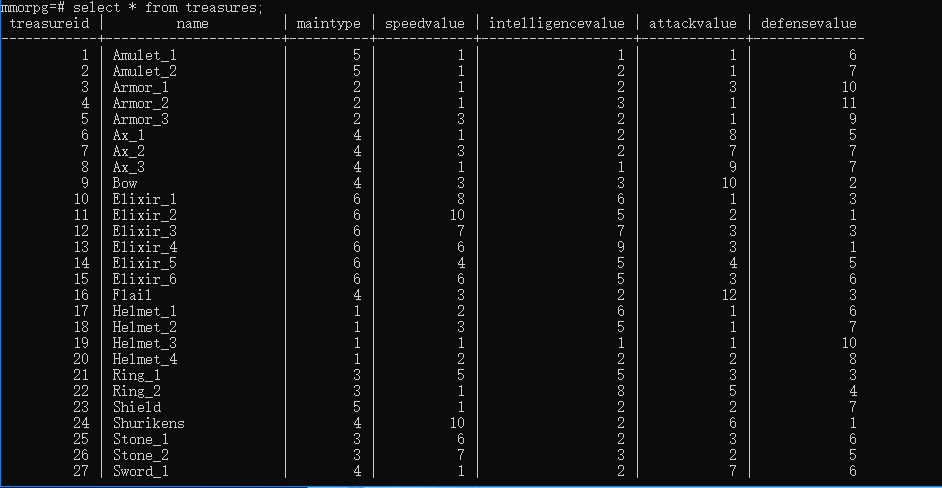 mmorpg=# select * from treasures;
treasureid | name | maintype | speedvalue | intelligencevalue | attackvalue | defensevalue
-----------+----------------------+----------+------------+-------------------+-------------+--------------
1 | Amulet_1 | 5 | 1 | 1 | 1 | 6
2 | Amulet_2 | 5 | 1 | 2 | 1 | 7
3 | Armor_1 | 2 | 1 | 2 | 3 | 10
4 | Armor_2 | 2 | 1 | 3 | 1 | 11
5 | Armor_3 | 2 | 3 | 2 | 1 | 9
6 | Ax_1 | 4 | 1 | 2 | 8 | 5
7 | Ax_2 | 4 | 3 | 2 | 7 | 7
8 | Ax_3 | 4 | 1 | 1 | 9 | 7
9 | Bow | 4 | 3 | 3 | 10 | 2
10 | Elixir_1 | 6 | 8 | 6 | 1 | 3
11 | Elixir_2 | 6 | 10 | 5 | 2 | 1
12 | Elixir_3 | 6 | 7 | 7 | 3 | 3
13 | Elixir_4 | 6 | 6 | 9 | 3 | 1
14 | Elixir_5 | 6 | 4 | 5 | 4 | 5
15 | Elixir_6 | 6 | 6 | 5 | 3 | 6
16 | Flail | 4 | 3 | 2 | 12 | 3
17 | Helmet_1 | 1 | 2 | 6 | 1 | 6
18 | Helmet_2 | 1 | 3 | 5 | 1 | 7
19 | Helmet_3 | 1 | 1 | 1 | 1 | 10
20 | Helmet_4 | 1 | 2 | 2 | 2 | 8
21 | Ring_1 | 3 | 5 | 5 | 3 | 3
22 | Ring_2 | 3 | 1 | 8 | 5 | 4
23 | Shield | 5 | 1 | 2 | 2 | 7
24 | Shurikens | 4 | 10 | 2 | 6 | 1
25 | Stone_1 | 3 | 6 | 2 | 3 | 6
26 | Stone_2 | 3 | 7 | 3 | 2 | 5
27 | Sword_1 | 4 | 1 | 2 | 7 | 6